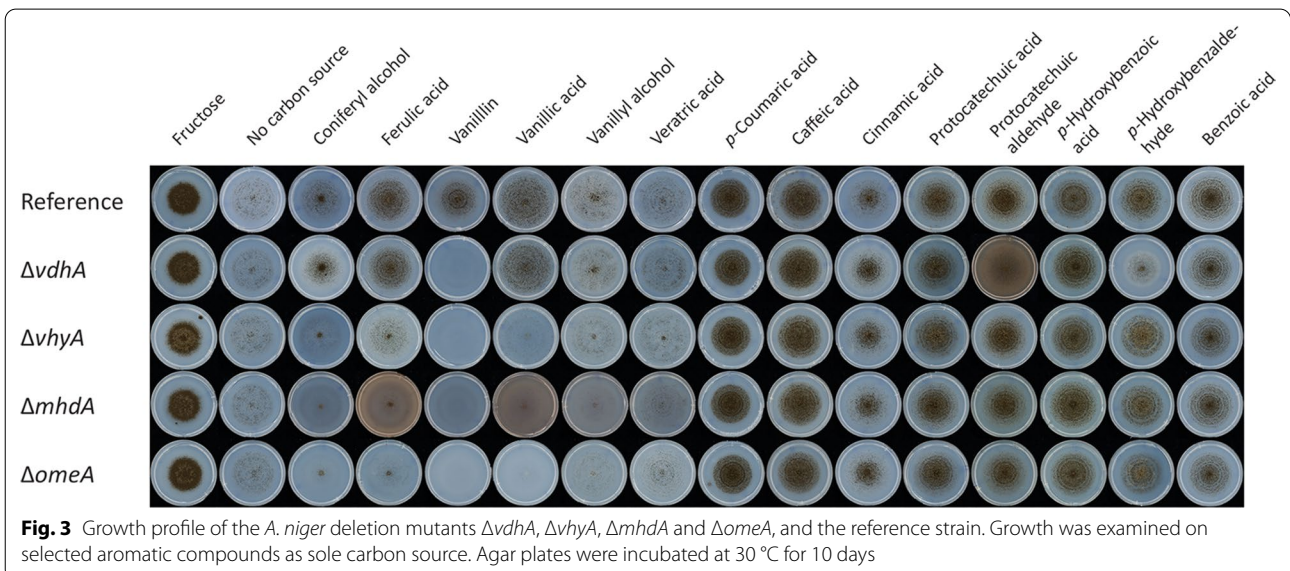 Fructose
No carbon source
Coniferyl alcohol
Ferulic acid
Vanilllin
Vanillic acid
Vanillyl alcohol
Veratric acid
p-Coumaric acid
Caffeic acid
Cinnamic acid
Protocatechuic acid
Protocatechuic
aldehyde
p-Hydroxybenzoic
acid
p-Hydroxybenzalde-
hyde
Benzoic acid
Reference
ΔvdhA
ΔvhyA
ΔmhdA
ΔomeA
Fig. 3 Growth profile of the A. niger deletion mutants ΔvdhA, ΔvhyA, ΔmhdA and ΔomeA, and the reference strain. Growth was examined on
selected aromatic compounds as sole carbon source. Agar plates were incubated at 30 °C for 10 days